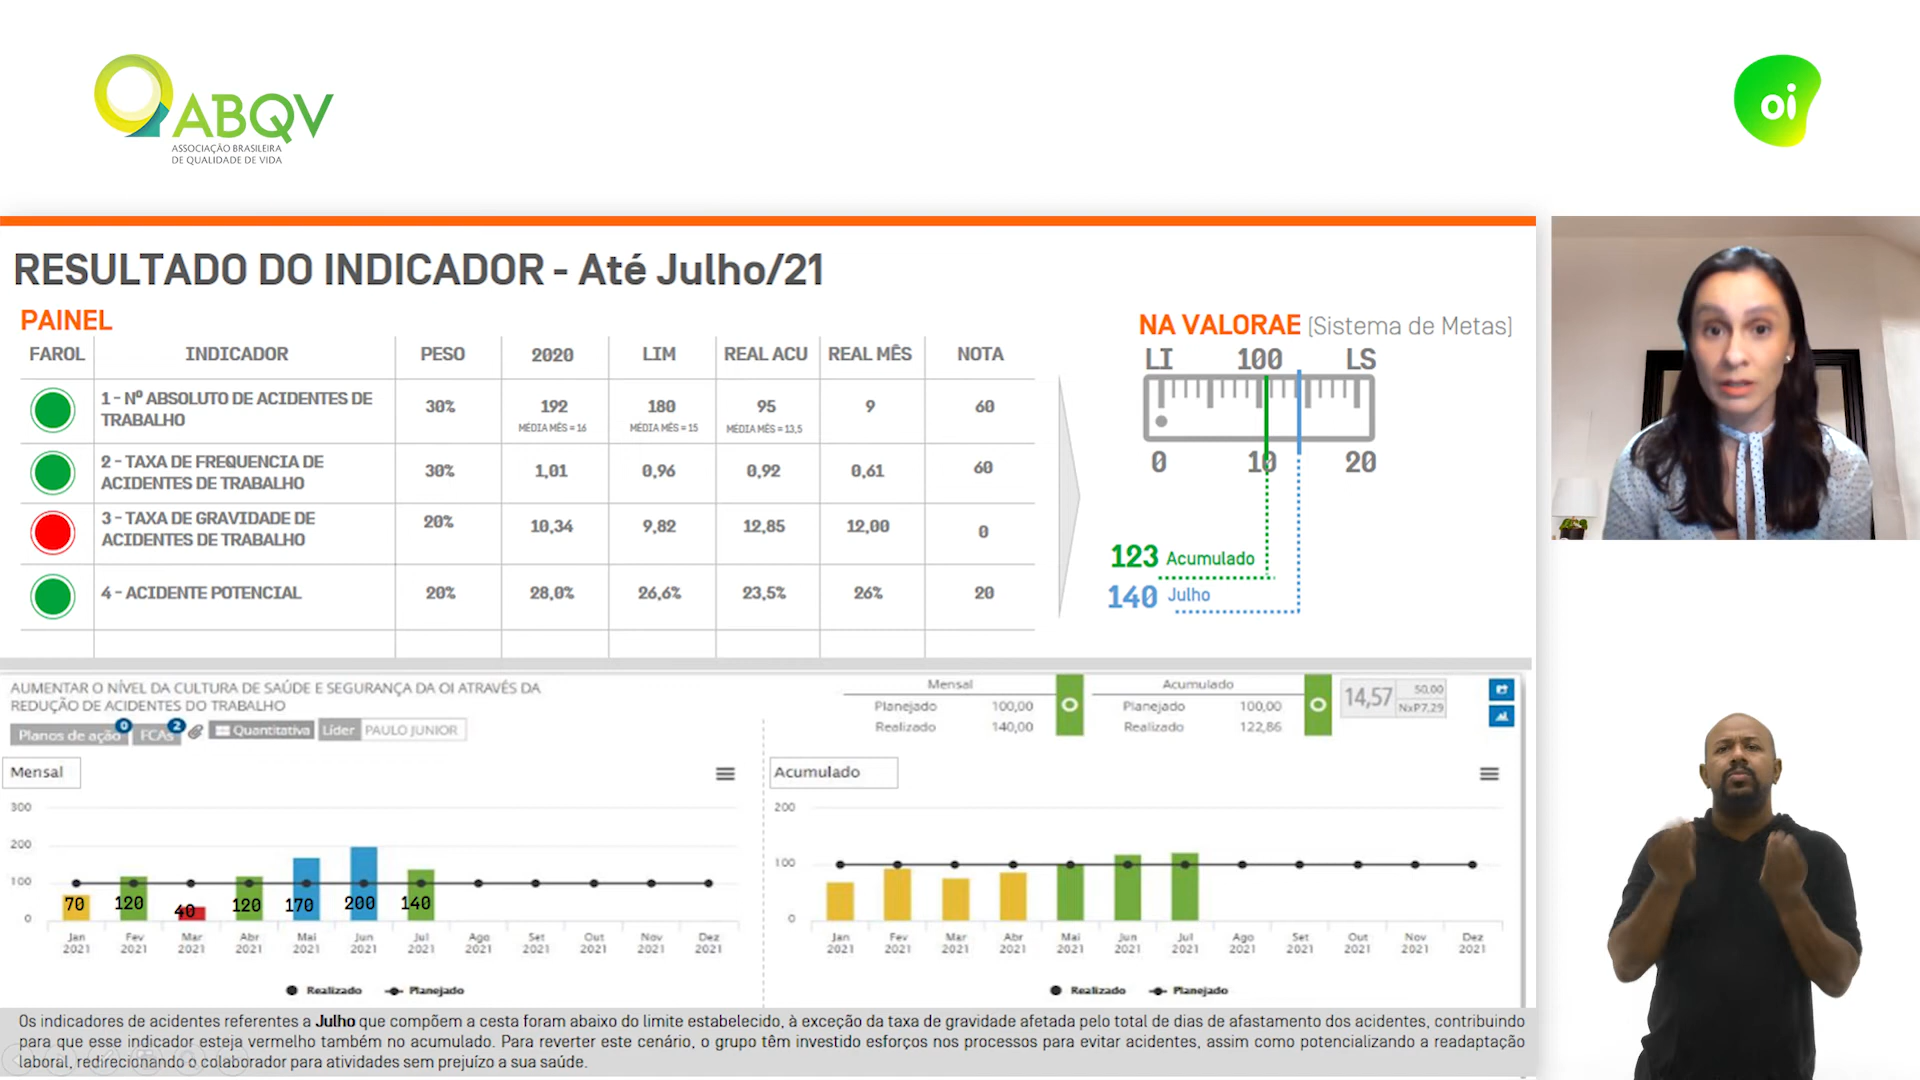 ABQV
ASSOCIAÇÃO BRASILEIRA
DE QUALIDADE DE VIDA
oi
RESULTADO DO INDICADOR - Até Julho/21
PAINEL
FAROL INDICADOR PESO 2020 LIM REAL ACU REAL MÊS NOTA
1 - Nº ABSOLUTO DE ACIDENTES DE TRABALHO 30% 192 180 95 9 60
MÉDIA MÊS = 16 MÉDIA MÊS = 15 MÉDIA MÊS = 13,5
2 - TAXA DE FREQUENCIA DE ACIDENTES DE TRABALHO 30% 1,01 0,96 0,92 0,61 60
3 - TAXA DE GRAVIDADE DE ACIDENTES DE TRABALHO 20% 10,34 9,82 12,85 12,00 0
4 - ACIDENTE POTENCIAL 20% 28,0% 26,6% 23,5% 26% 20
NA VALORAE [Sistema de Metas]
LI 100 LS
0 10 20
123 Acumulado
140 Julho
AUMENTAR O NÍVEL DA CULTURA DE SAÚDE E SEGURANÇA DA OI ATRAVÉS DA
REDUÇÃO DE ACIDENTES DO TRABALHO
Planos de ação 0 FCAs 2 Quantitativa Líder PAULO JUNIOR
Mensal
Planejado 100,00
Realizado 140,00
Acumulado
Planejado 100,00
Realizado 122,86
14,57 50,00
NxP7,29
Mensal
300
200
100
0
70 120 40 120 170 200 140
Jan 2021 Fev 2021 Mar 2021 Abr 2021 Mai 2021 Jun 2021 Jul 2021 Ago 2021 Set 2021 Out 2021 Nov 2021 Dez 2021
Realizado Planejado
Acumulado
200
100
0
Jan 2021 Fev 2021 Mar 2021 Abr 2021 Mai 2021 Jun 2021 Jul 2021 Ago 2021 Set 2021 Out 2021 Nov 2021 Dez 2021
Realizado Planejado
Os indicadores de acidentes referentes a Julho que compõem a cesta foram abaixo do limite estabelecido, à exceção da taxa de gravidade afetada pelo total de dias de afastamento dos acidentes, contribuindo
para que esse indicador esteja vermelho também no acumulado. Para reverter este cenário, o grupo têm investido esforços nos processos para evitar acidentes, assim como potencializando a readaptação
laboral, redirecionando o colaborador para atividades sem prejuízo a sua saúde.